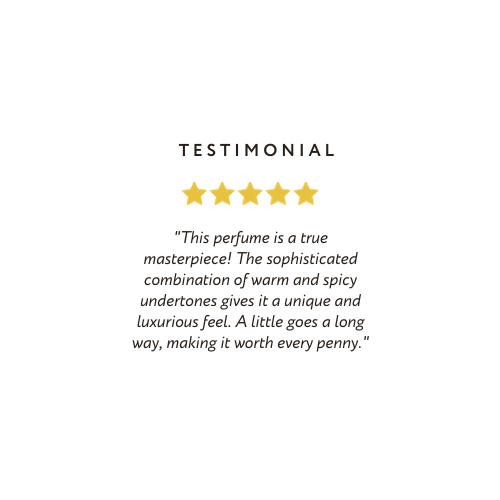 TESTIMONIAL
"This perfume is a true
masterpiece! The sophisticated
combination of warm and spicy
undertones gives it a unique and
luxurious feel. A little goes a long
way, making it worth every penny."